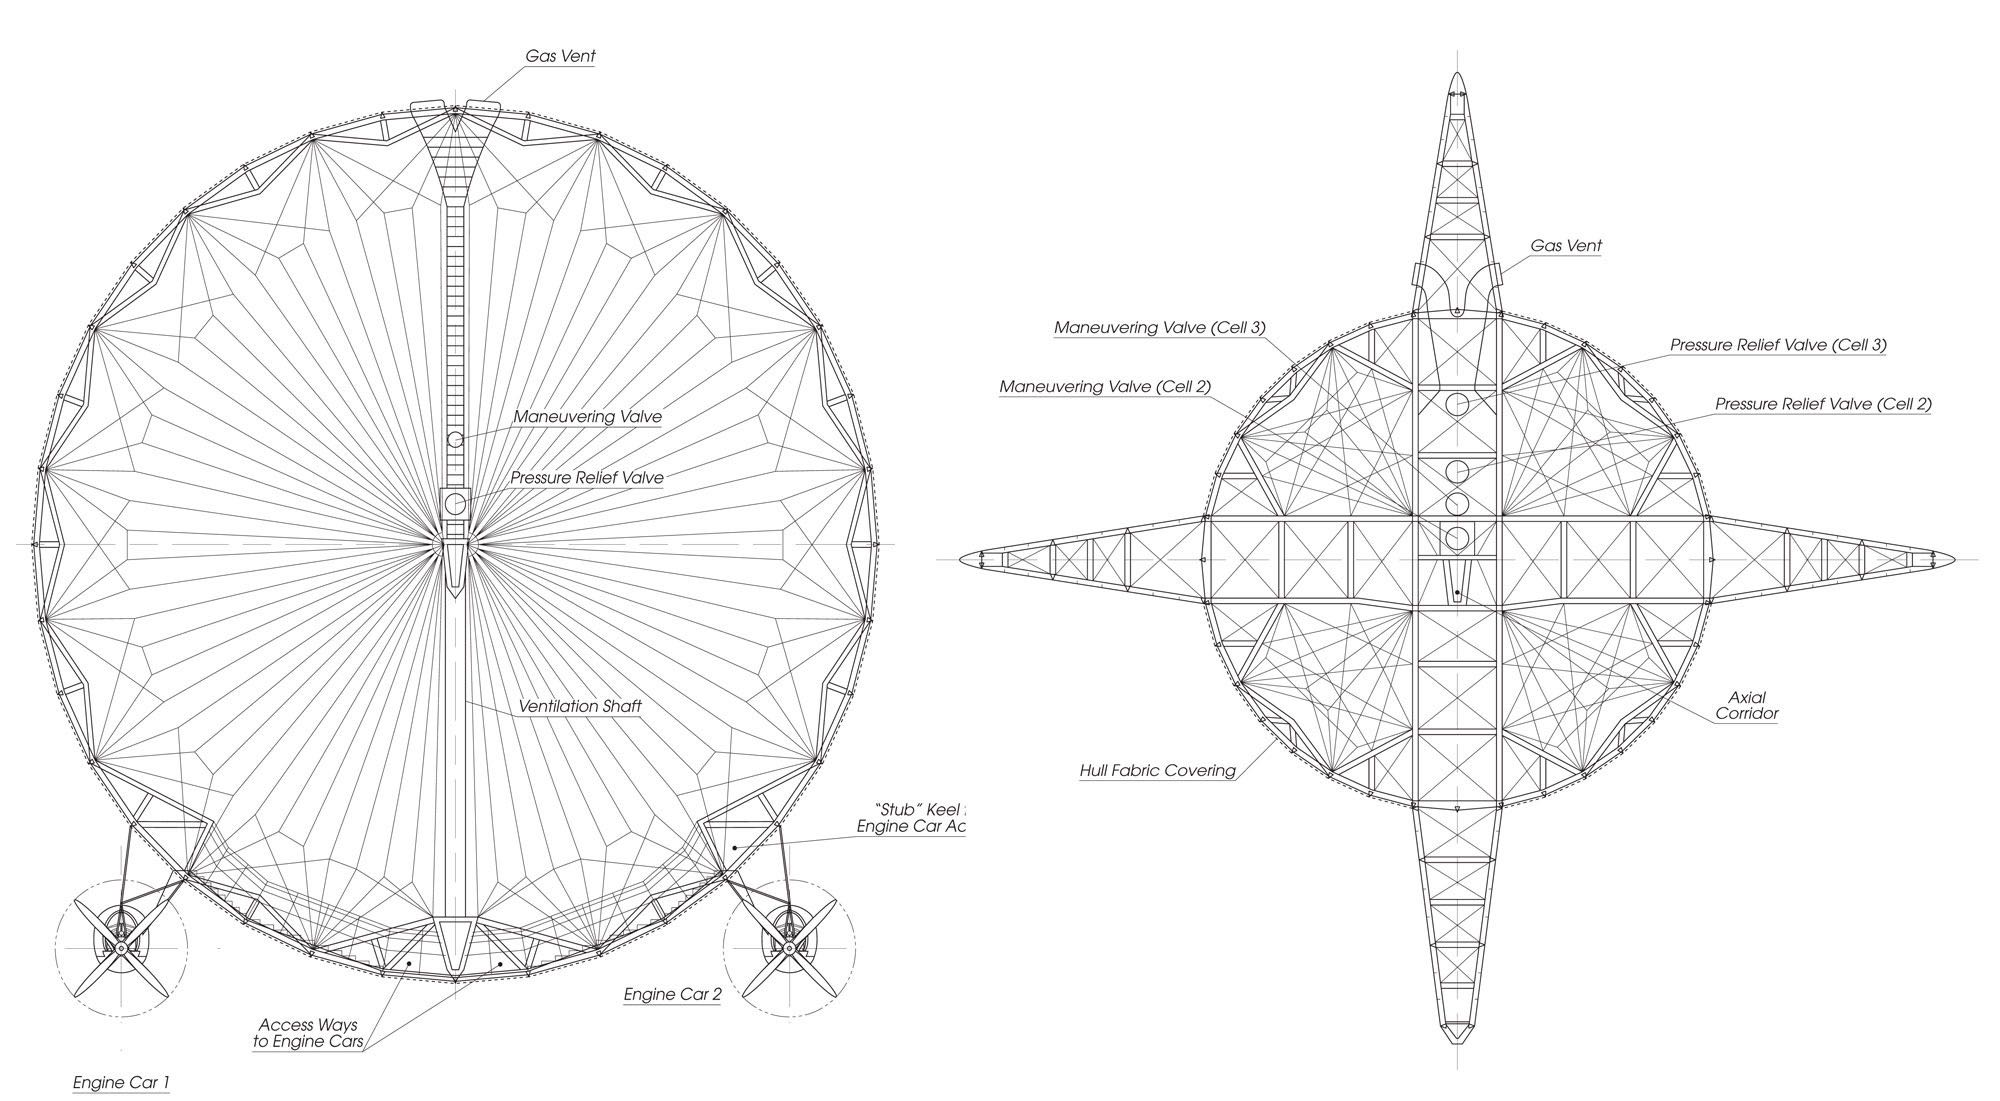 Gas Vent
Maneuvering Valve
Pressure Relief Valve
Ventilation Shaft
"Stub" Keel
Engine Car
Engine Car 2
Access Ways
to Engine Cars
Engine Car 1
Gas Vent
Maneuvering Valve (Cell 3)
Pressure Relief Valve (Cell 3)
Maneuvering Valve (Cell 2)
Pressure Relief Valve (Cell 2)
Axial
Corridor
Hull Fabric Covering